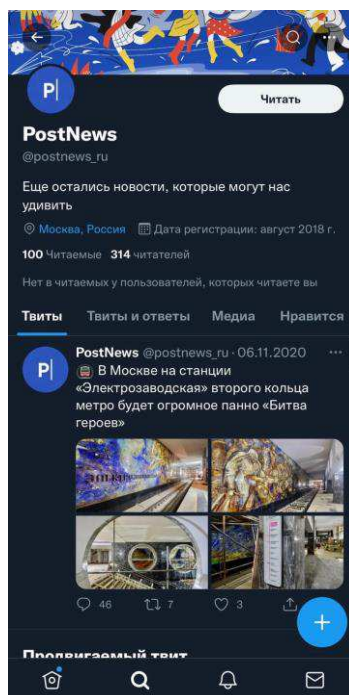 P|
Читать
PostNews
@postnews_ru
Еще остались новости, которые могут нас
удивить
Москва, Россия Дата регистрации: август 2018 г.
100 Читаемые 314 читателей
Нет в читаемых у пользователей, которых читаете вы
Твиты Твиты и ответы Медиа Нравится
P|
PostNews @postnews_ru · 06.11.2020
В Москве на станции
«Электрозаводская» второго кольца
метро будет огромное панно «Битва
героев»
46 7 3
Продвигаемый твит